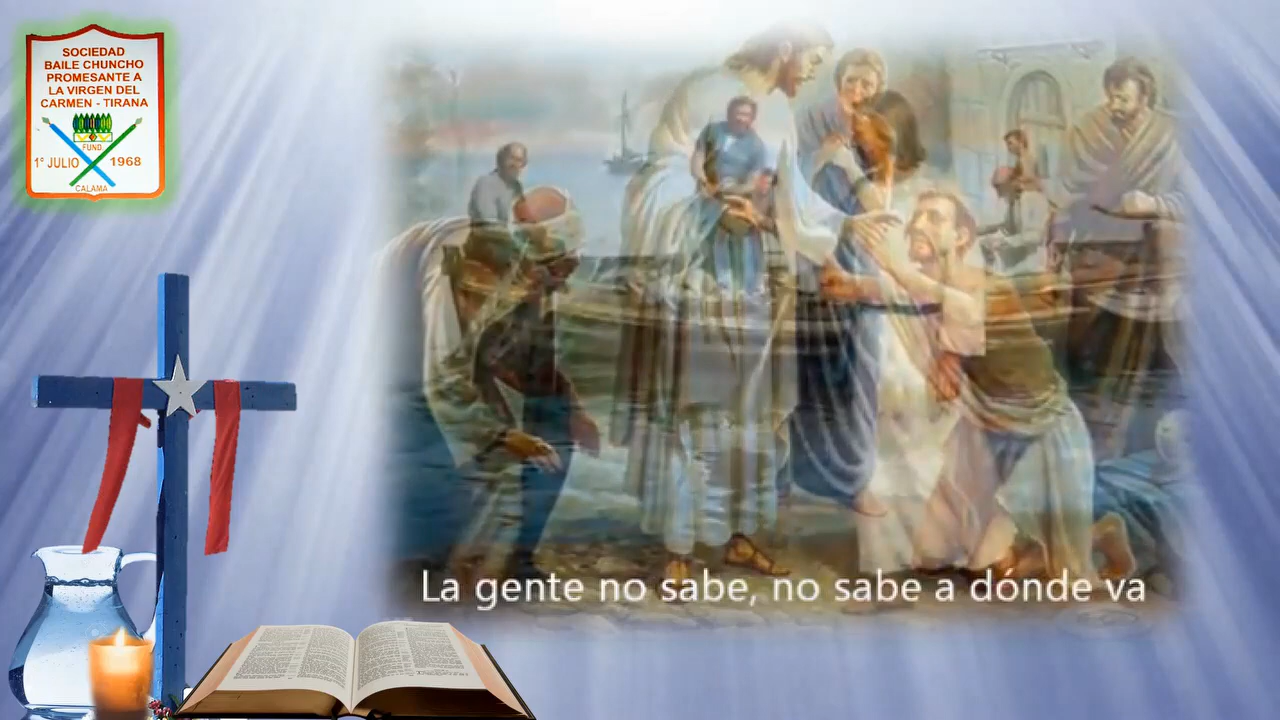 SOCIEDAD
BAILE CHUNCHO
PROMESANTE A
LA VIRGEN DEL
CARMEN - TIRANA
FUND.
1° JULIO 1968
CALAMA
La gente no sabe, no sabe a dónde va